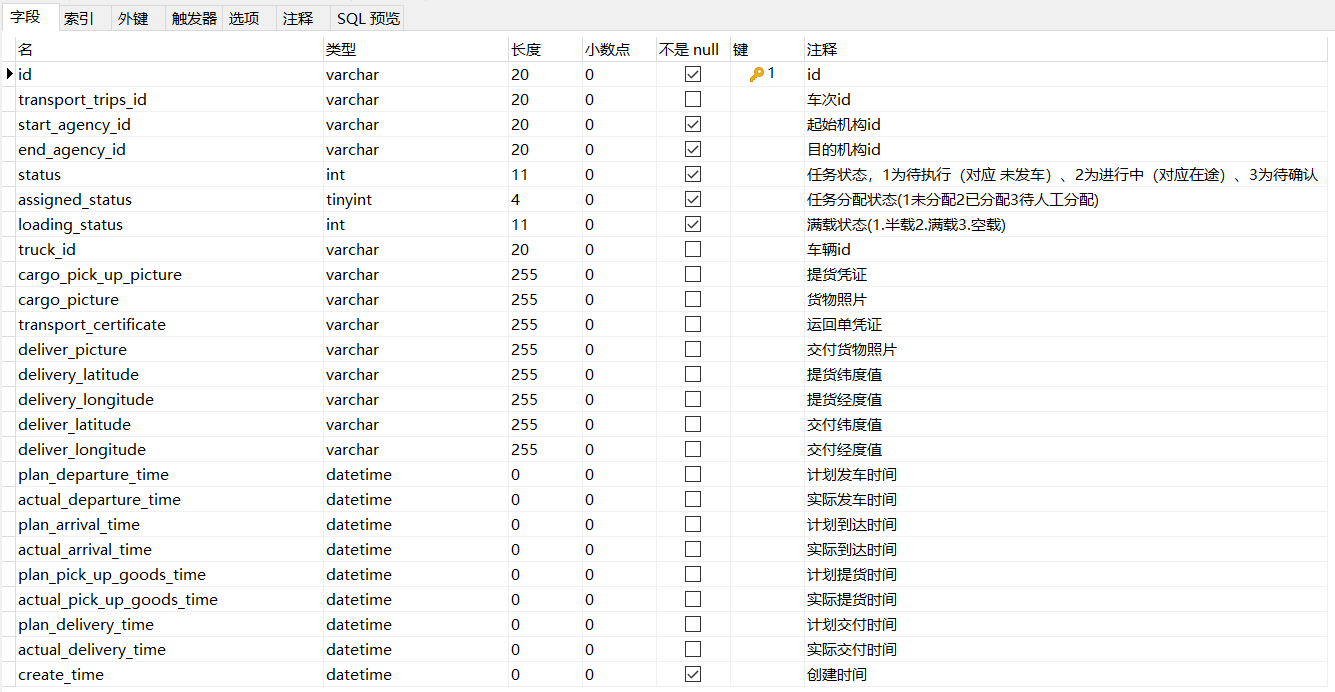 字段 索引 外键 触发器 选项 注释 SQL 预览
名 类型 长度 小数点 不是 null 键 注释
id varchar 20 0 1 id
transport_trips_id varchar 20 0 车次id
start_agency_id varchar 20 0 起始机构id
end_agency_id varchar 20 0 目的机构id
status int 11 0 任务状态，1为待执行（对应 未发车）、2为进行中（对应在途）、3为待确认
assigned_status tinyint 4 0 任务分配状态(1未分配2已分配3待人工分配)
loading_status int 11 0 满载状态(1.半载2.满载3.空载)
truck_id varchar 20 0 车辆id
cargo_pick_up_picture varchar 255 0 提货凭证
cargo_picture varchar 255 0 货物照片
transport_certificate varchar 255 0 运回单凭证
deliver_picture varchar 255 0 交付货物照片
delivery_latitude varchar 255 0 提货纬度值
delivery_longitude varchar 255 0 提货经度值
deliver_latitude varchar 255 0 交付纬度值
deliver_longitude varchar 255 0 交付经度值
plan_departure_time datetime 0 0 计划发车时间
actual_departure_time datetime 0 0 实际发车时间
plan_arrival_time datetime 0 0 计划到达时间
actual_arrival_time datetime 0 0 实际到达时间
plan_pick_up_goods_time datetime 0 0 计划提货时间
actual_pick_up_goods_time datetime 0 0 实际提货时间
plan_delivery_time datetime 0 0 计划交付时间
actual_delivery_time datetime 0 0 实际交付时间
create_time datetime 0 0 创建时间